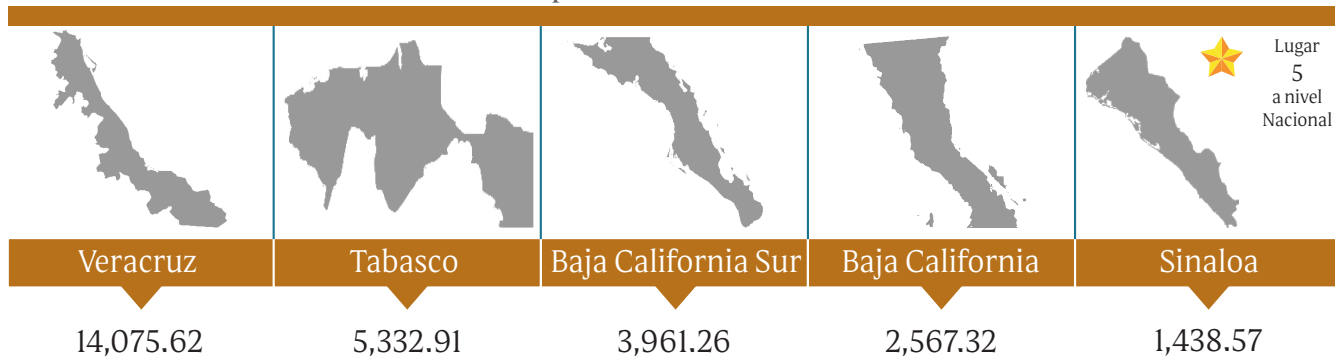 Lugar
5
a nivel
Nacional
Veracruz
Tabasco
Baja California Sur
Baja California
Sinaloa
14,075.62
5,332.91
3,961.26
2,567.32
1,438.57